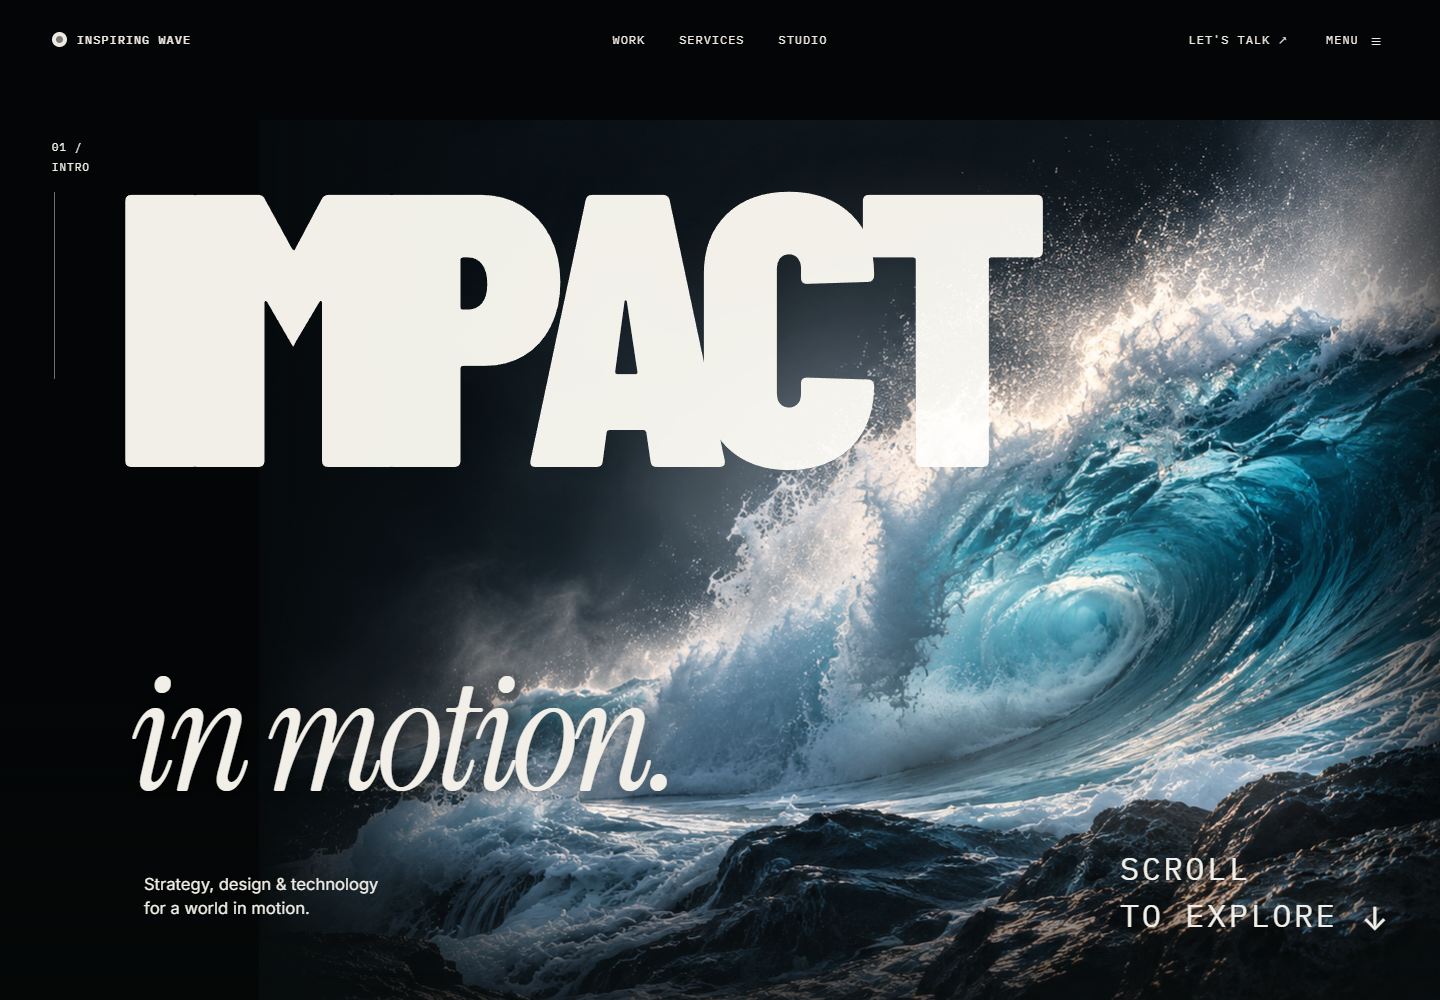 INSPIRING WAVE
WORK SERVICES STUDIO
LET'S TALK ↗ MENU
01 /
INTRO
IMPACT
in motion.
Strategy, design & technology
for a world in motion.
SCROLL
TO EXPLORE ↓